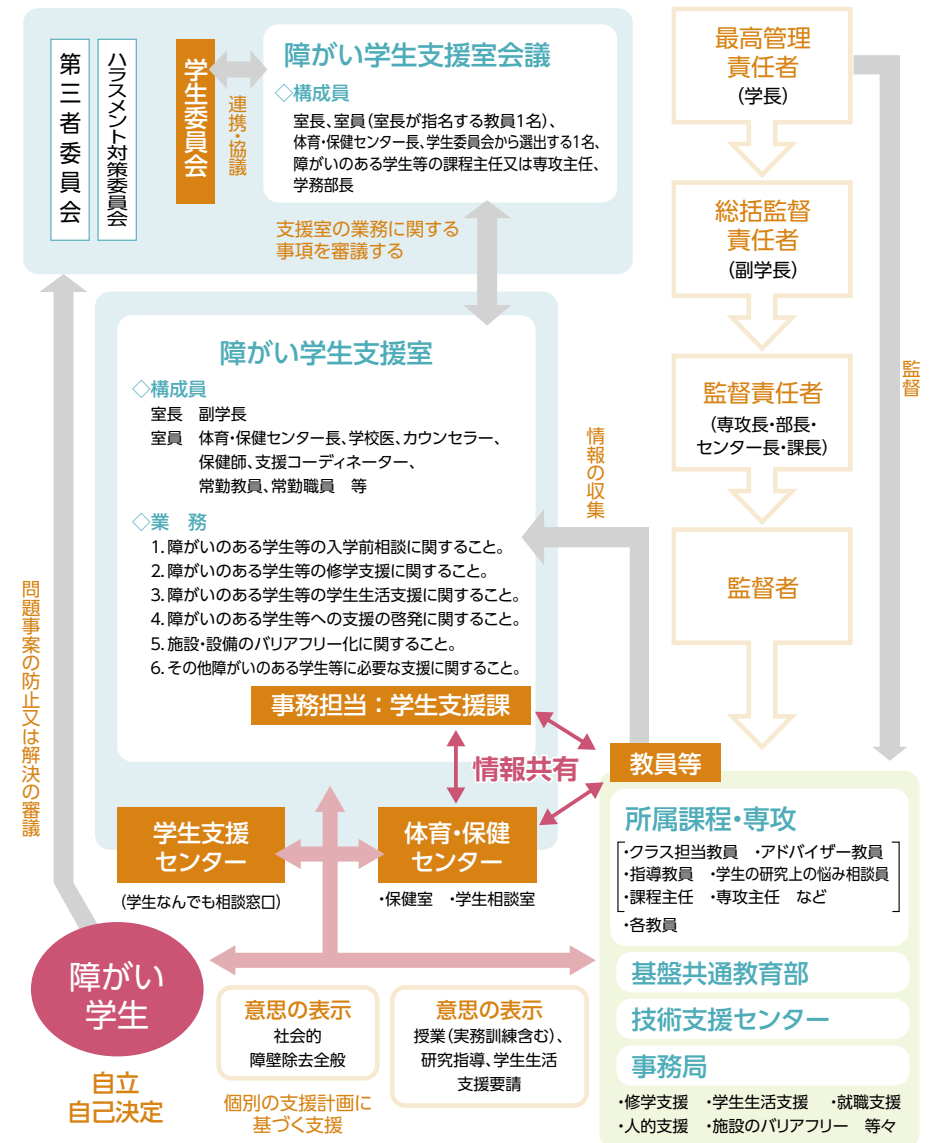 第三者委員会
ハラスメント対策委員会
学生委員会
連携・協議
障がい学生支援室会議
◇構成員
室長、室員(室長が指名する教員1名)、
体育・保健センター長、学生委員会から選出する1名、
障がいのある学生等の課程主任又は専攻主任、
学務部長
支援室の業務に関する
事項を審議する
最高管理
責任者
(学長)
総括監督
責任者
(副学長)
監督責任者
(専攻長・部長・
センター長・課長)
監督者
監督
障がい学生支援室
◇構成員
室長 副学長
室員 体育・保健センター長、学校医、カウンセラー、
保健師、支援コーディネーター、
常勤教員、常勤職員 等
◇業 務
1.障がいのある学生等の入学前相談に関すること。
2.障がいのある学生等の修学支援に関すること。
3.障がいのある学生等の学生生活支援に関すること。
4.障がいのある学生等への支援の啓発に関すること。
5.施設・設備のバリアフリー化に関すること。
6.その他障がいのある学生等に必要な支援に関すること。
事務担当：学生支援課
情報の収集
情報共有
教員等
問題事案の防止又は解決の審議
学生支援
センター
(学生なんでも相談窓口)
体育・保健
センター
・保健室 ・学生相談室
所属課程・専攻
・クラス担当教員 ・アドバイザー教員
・指導教員 ・学生の研究上の悩み相談員
・課程主任 ・専攻主任 など
・各教員
基盤共通教育部
技術支援センター
事務局
・修学支援 ・学生生活支援 ・就職支援
・人的支援 ・施設のバリアフリー 等々
障がい
学生
自立
自己決定
意思の表示
社会的
障壁除去全般
個別の支援計画に
基づく支援
意思の表示
授業(実務訓練含む)、
研究指導、学生生活
支援要請